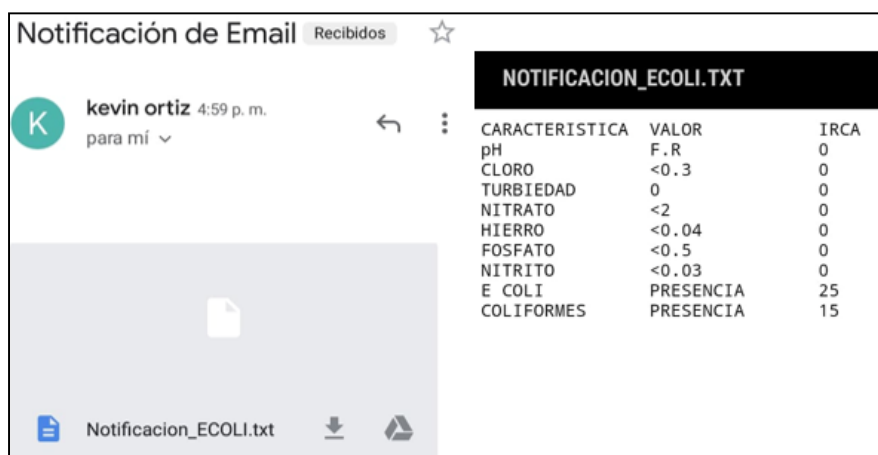 Notificación de Email Recibidos
K
kevin ortiz 4:59 p. m.
para mí
Notificacion_ECOLI.txt
NOTIFICACION_ECOLI.TXT
CARACTERISTICA VALOR IRCA
pH F.R 0
CLORO <0.3 0
TURBIEDAD 0 0
NITRATO <2 0
HIERRO <0.04 0
FOSFATO <0.5 0
NITRITO <0.03 0
E COLI PRESENCIA 25
COLIFORMES PRESENCIA 15